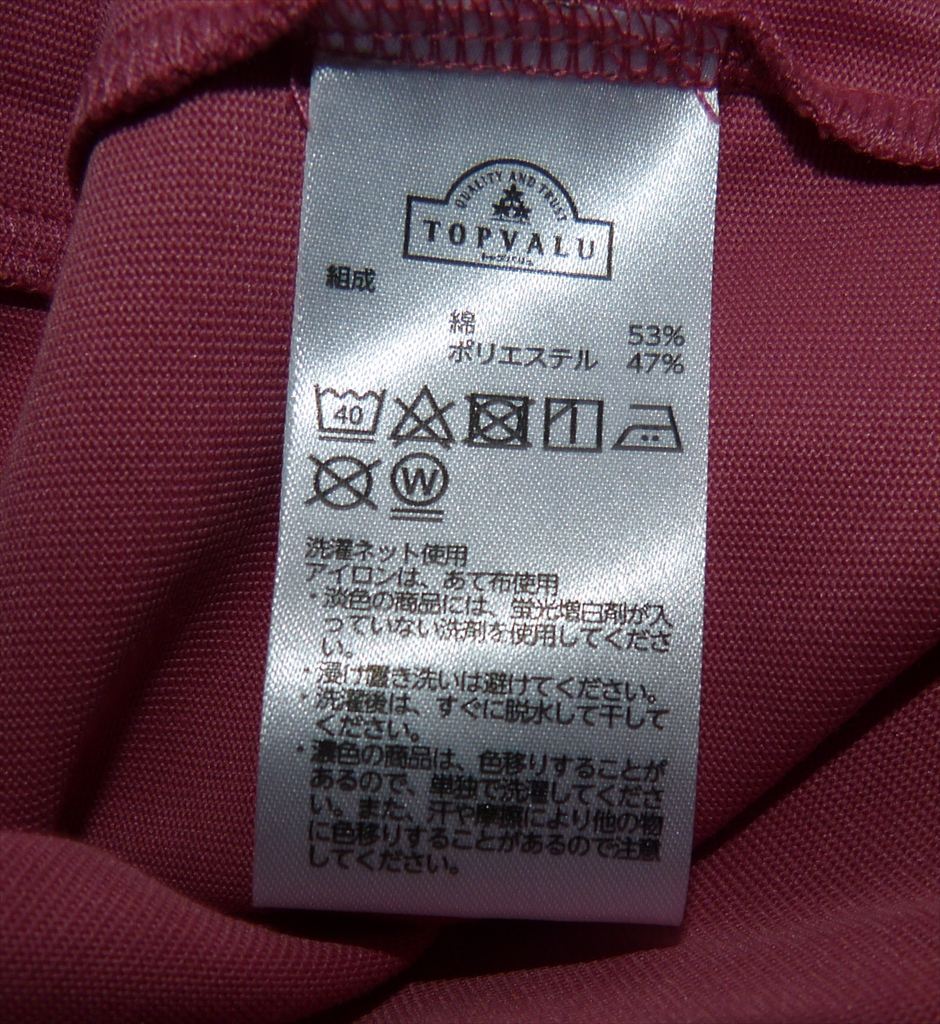 QUALITY AND TRUST
TOPVALU
トップバリュ
組成
綿 53%
ポリエステル 47%
40
W
洗濯ネット使用
アイロンは、あて布使用
・淡色の商品には、蛍光増白剤が入
っていない洗剤を使用してくださ
い。
・浸け置き洗いは避けてください。
・洗濯後は、すぐに脱水して干して
ください。
・濃色の商品は、色移りすることが
あるので、単独で洗濯してくださ
い。また、汗や摩擦により他の物
に色移りすることがあるので注意
してください。